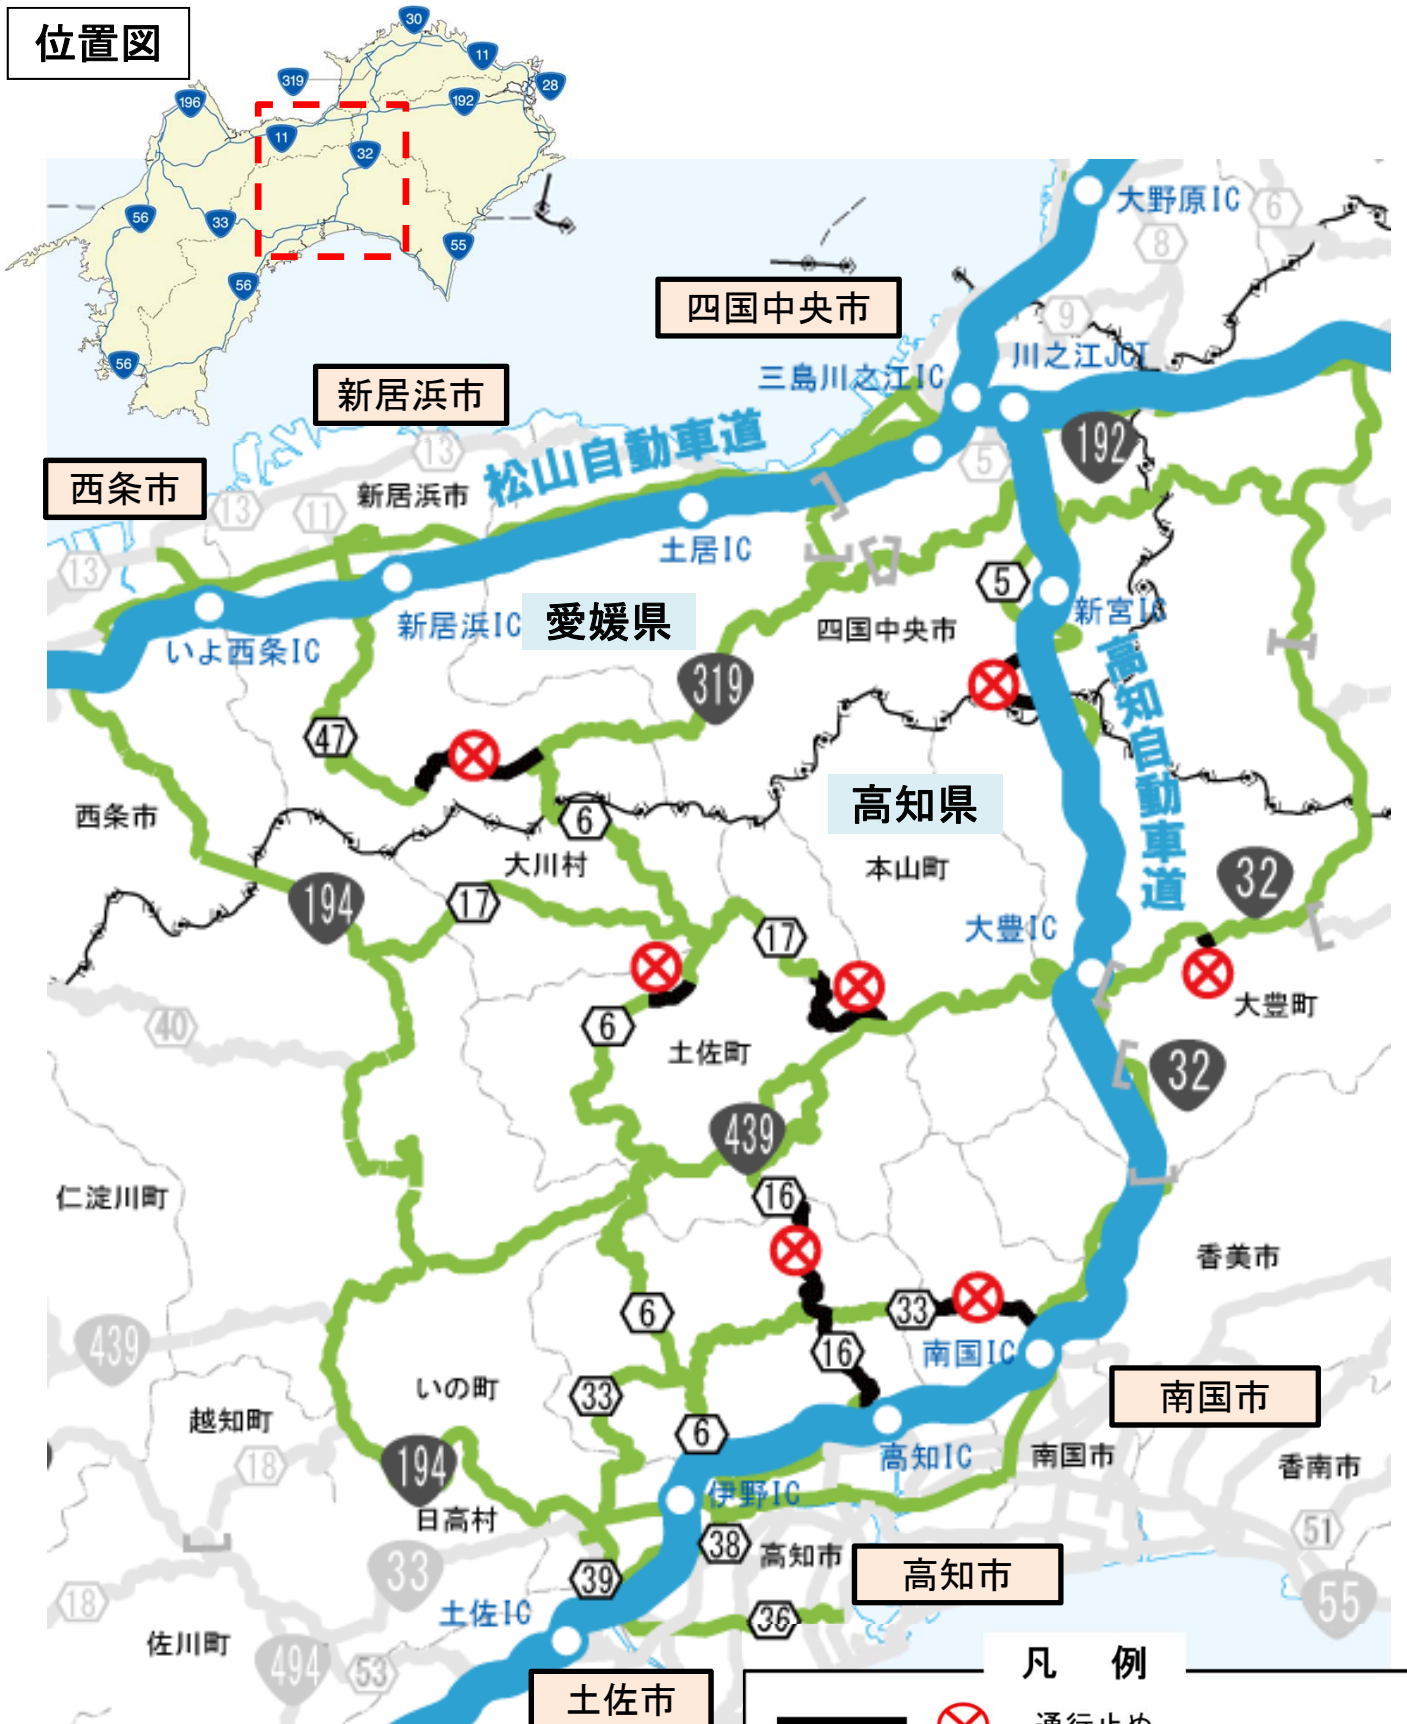 位置図
30
11
319
28
196
192
11
32
56
33
55
56
56
大野原IC
6
8
四国中央市
9
川之江JCT
三島川之江IC
新居浜市
192
松山自動車道
13
5
西条市
新居浜市
13
11
土居IC
13
5
新宮IC
愛媛県
新居浜IC
四国中央市
いよ西条IC
高知自動車道
319
47
高知県
西条市
6
大川村
本山町
32
194
17
大豊IC
17
大豊町
40
6
土佐町
32
439
仁淀川町
16
香美市
6
33
439
16
南国IC
いの町
33
南国市
越知町
6
高知IC
南国市
18
194
香南市
伊野IC
日高村
51
38
高知市
33
高知市
39
18
55
土佐IC
36
佐川町
494
53
凡 例
土佐市
通行止め